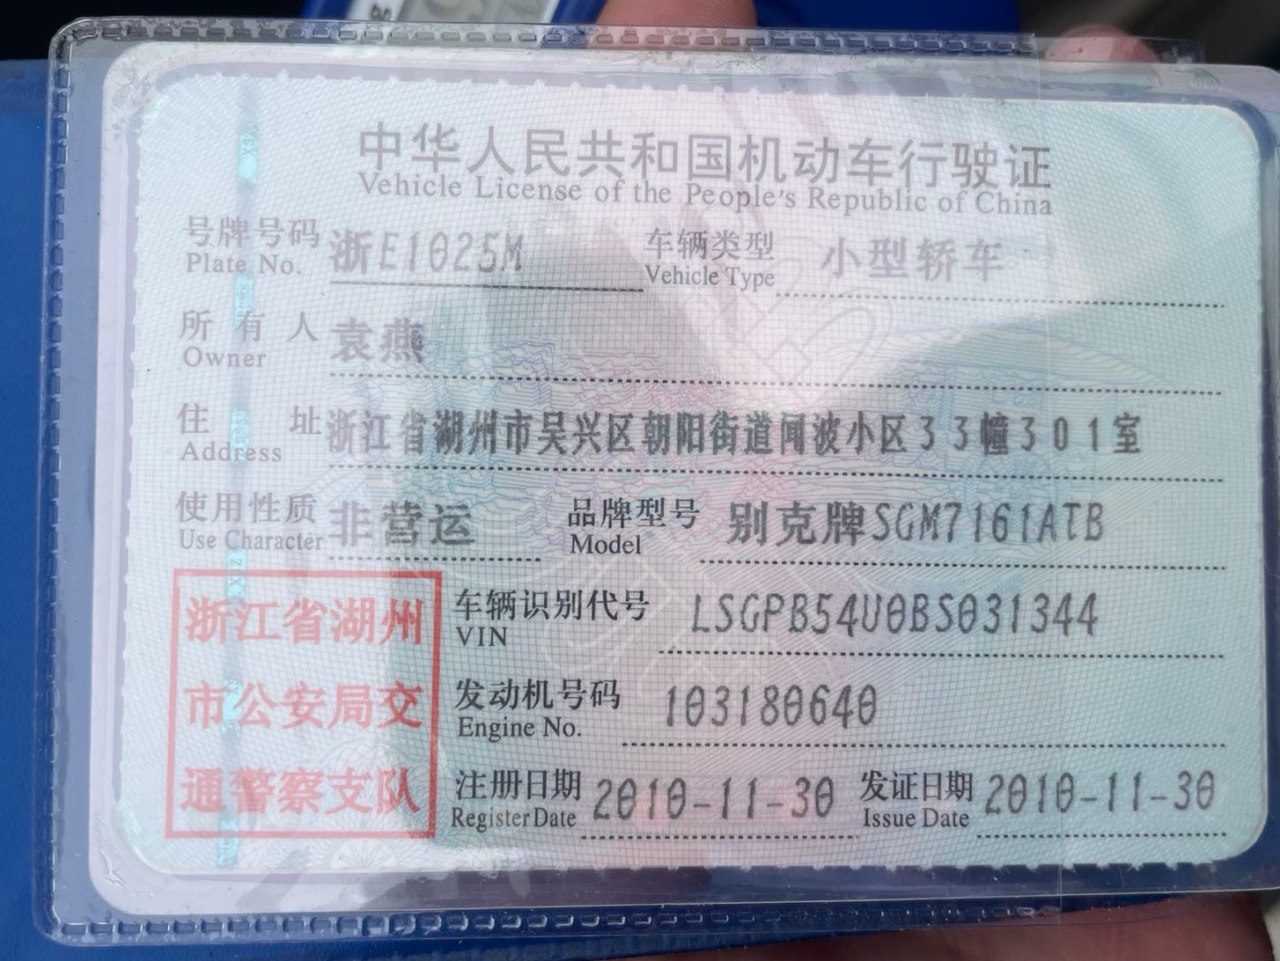 中华人民共和国机动车行驶证
Vehicle License of the People's Republic of China
号牌号码 浙E1025M 车辆类型 小型轿车
Plate No. Vehicle Type
所有人 袁燕
Owner
住址 浙江省湖州市吴兴区朝阳街道闻波小区33幢301室
Address
使用性质 非营运 品牌型号 别克牌SGM7161ATB
Use Character Model
浙江省湖州
市公安局交
通警察支队
车辆识别代号 LSGPB54U0BS031344
VIN
发动机号码 103180640
Engine No.
注册日期 2010-11-30 发证日期 2010-11-30
Register Date Issue Date